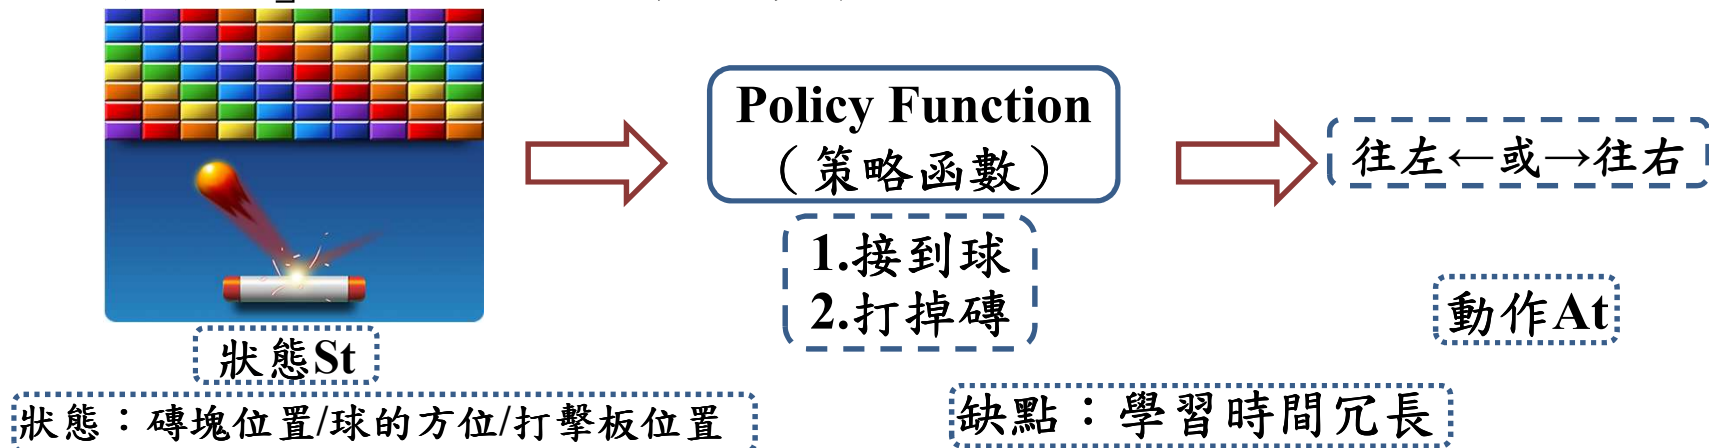 Policy Function
（策略函數）
往左←或→往右
1.接到球
2.打掉磚
動作At
狀態St
狀態：磚塊位置/球的方位/打擊板位置
缺點：學習時間冗長